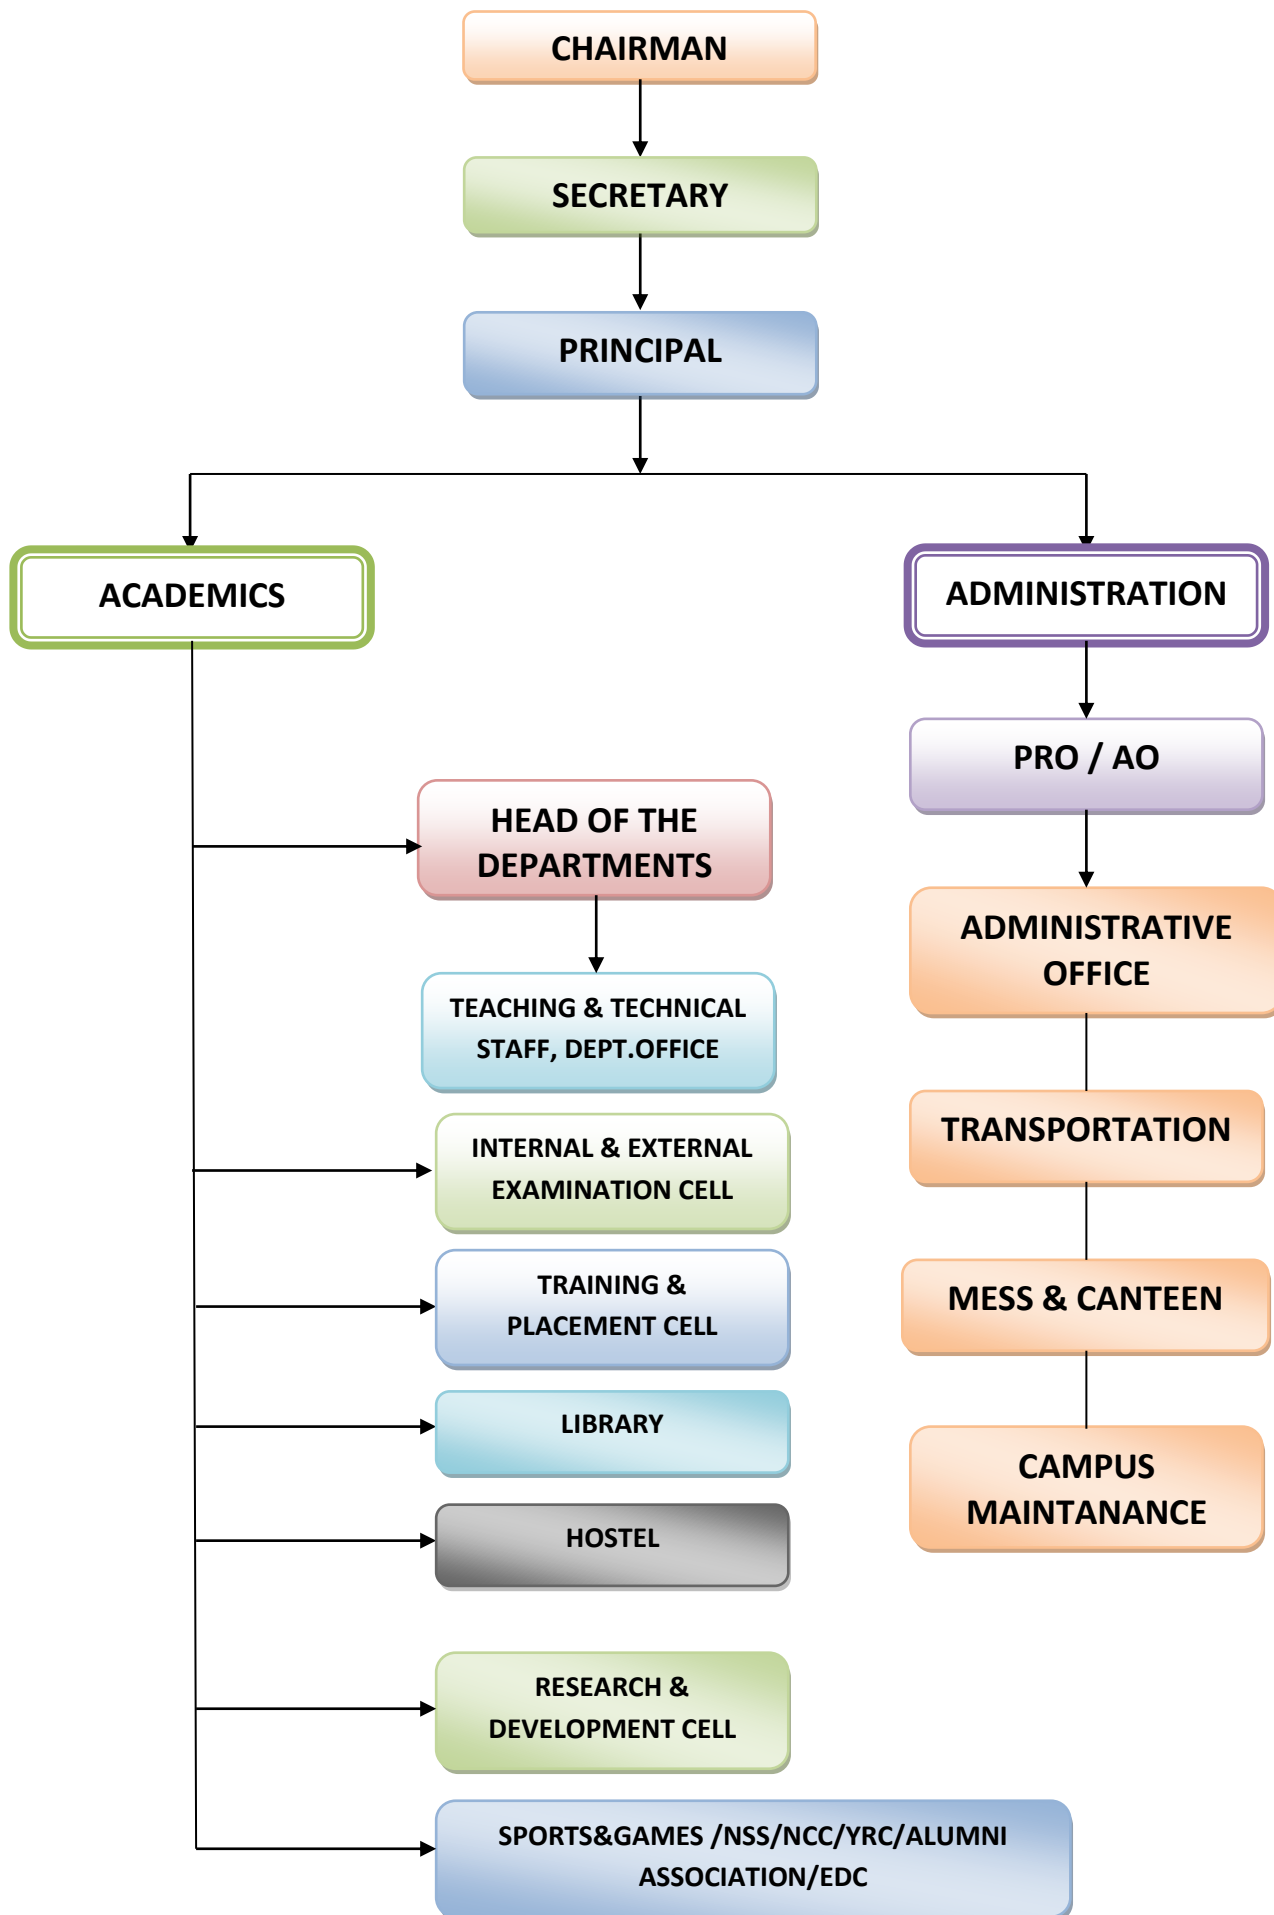 CHAIRMAN
SECRETARY
PRINCIPAL
ACADEMICS
ADMINISTRATION
PRO / AO
HEAD OF THE
DEPARTMENTS
ADMINISTRATIVE
OFFICE
TEACHING & TECHNICAL
STAFF, DEPT.OFFICE
TRANSPORTATION
INTERNAL & EXTERNAL
EXAMINATION CELL
MESS & CANTEEN
TRAINING &
PLACEMENT CELL
LIBRARY
CAMPUS
MAINTANANCE
HOSTEL
RESEARCH &
DEVELOPMENT CELL
SPORTS&GAMES /NSS/NCC/YRC/ALUMNI
ASSOCIATION/EDC